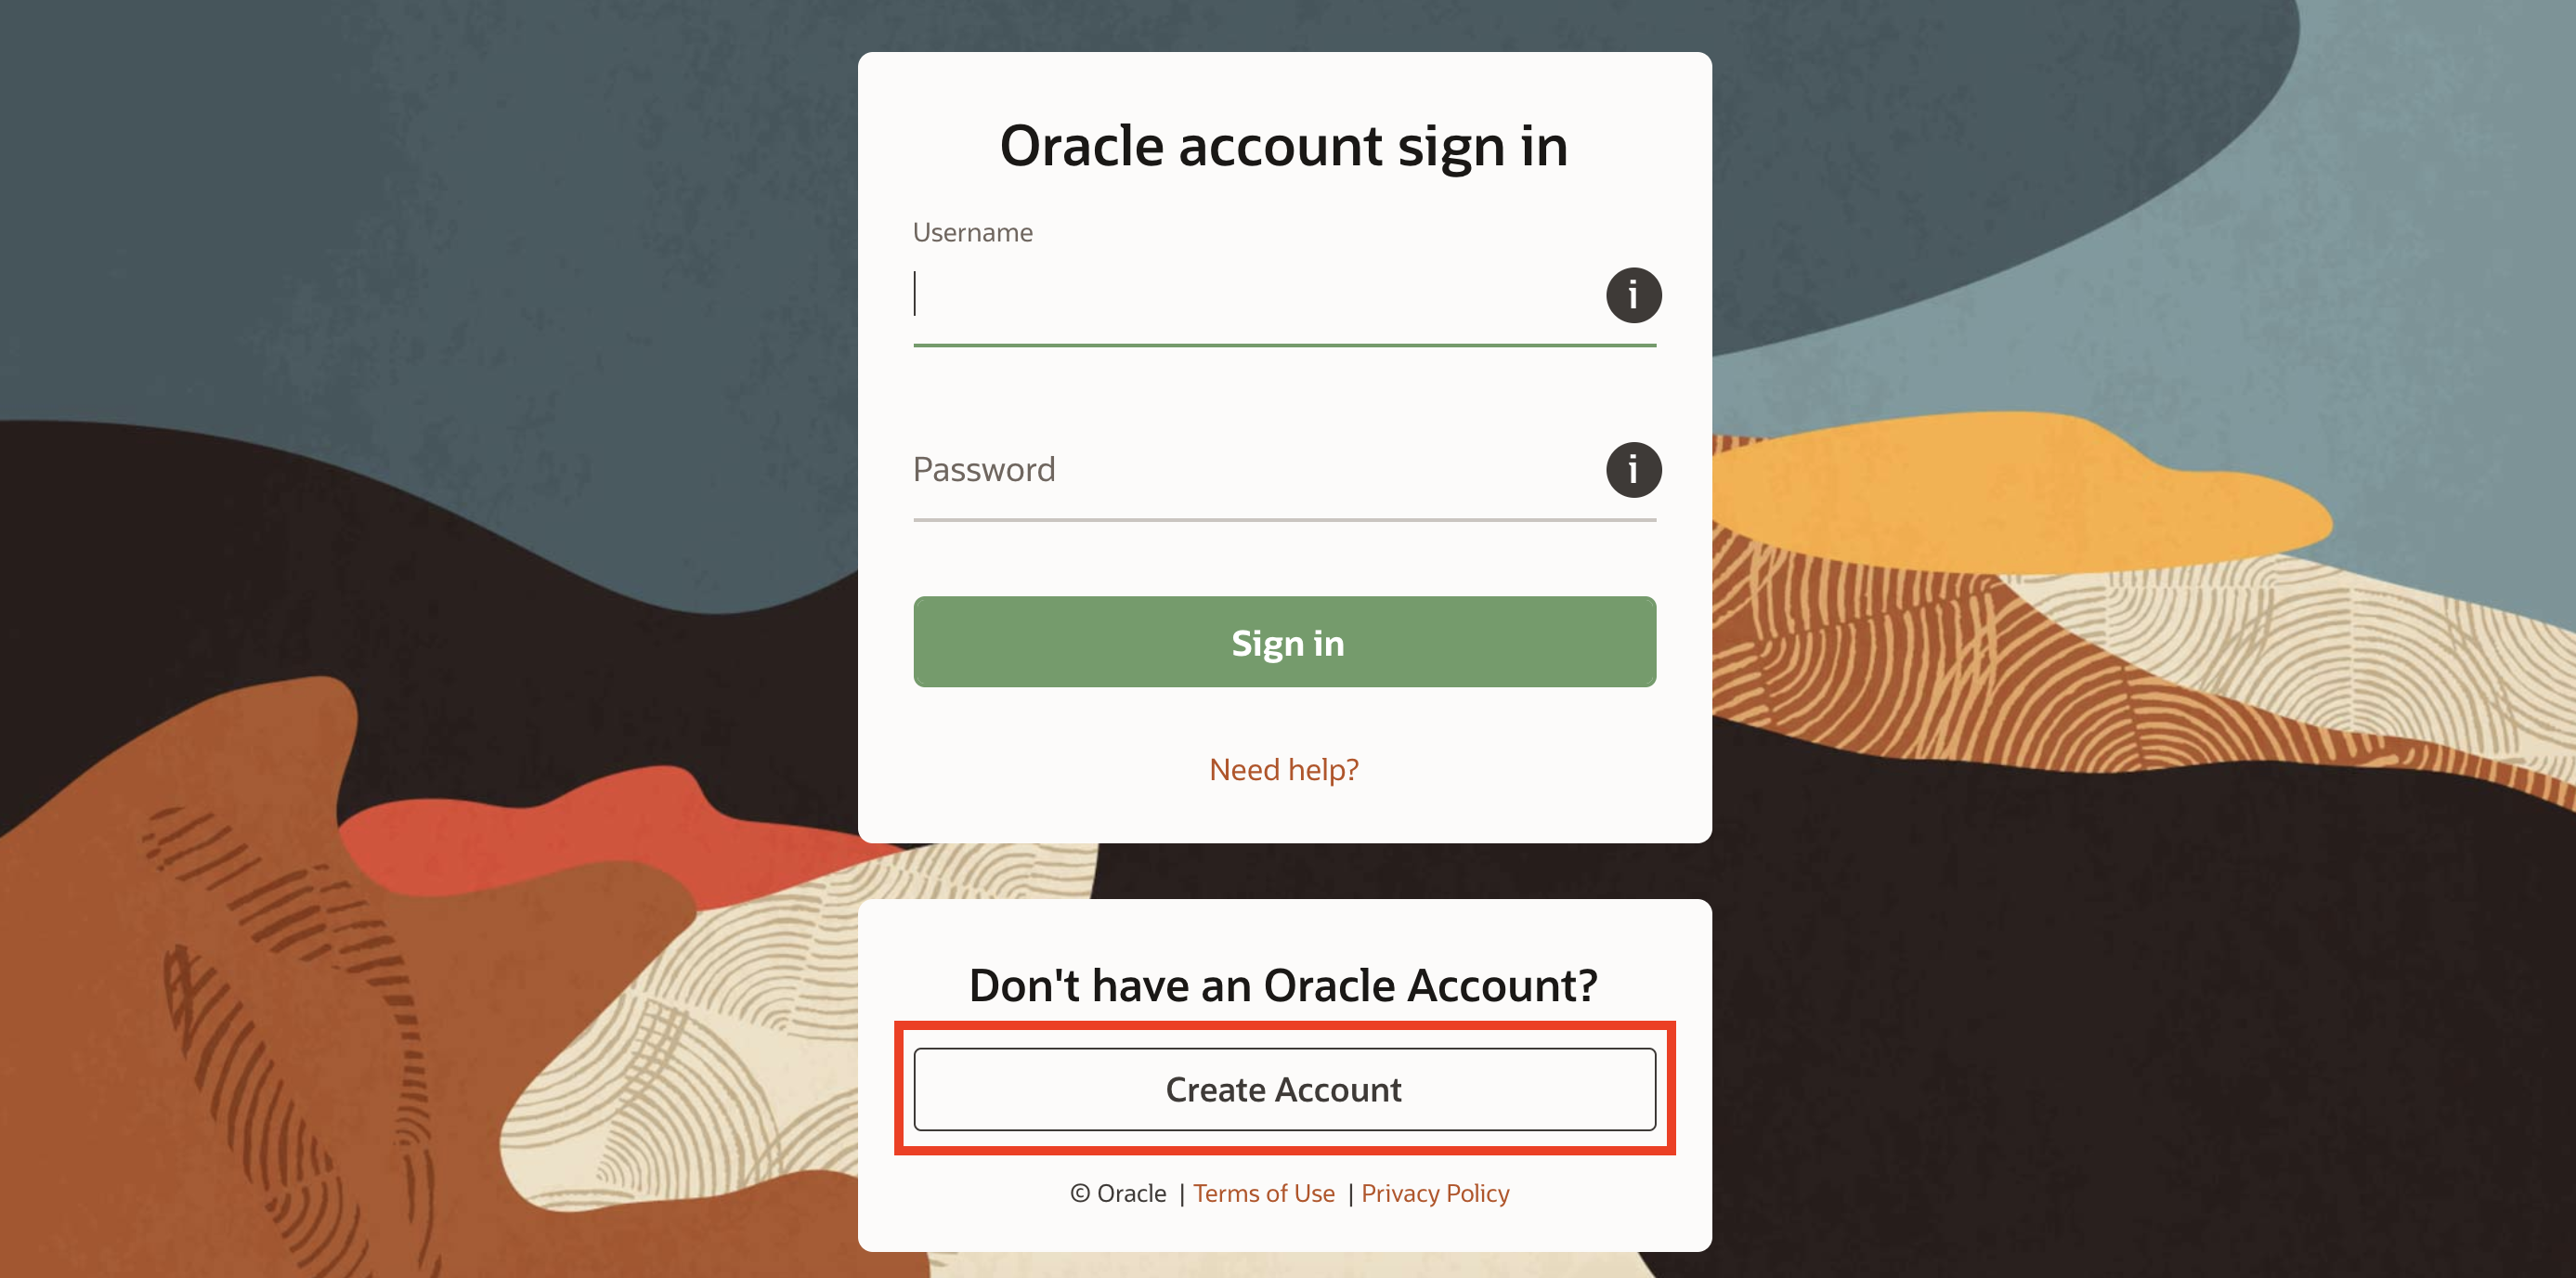 Oracle account sign in
Username
i
Password
i
Sign in
Need help?
Don't have an Oracle Account?
Create Account
© Oracle | Terms of Use | Privacy Policy